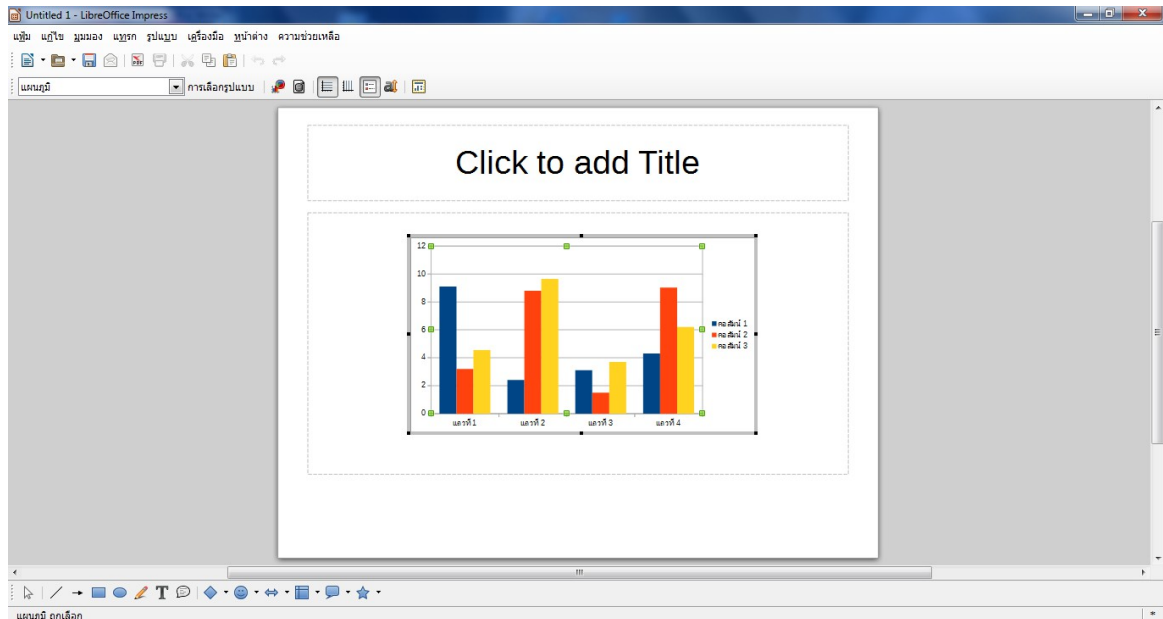 Untitled 1 - LibreOffice Impress
แฟ้ม แก้ไข มุมมอง แทรก รูปแบบ เครื่องมือ หน้าต่าง ความช่วยเหลือ
แผนภูมิ การเลือกรูปแบบ
Click to add Title
12
10
8
6
4
2
0
คอลัมน์ 1
คอลัมน์ 2
คอลัมน์ 3
แถวที่ 1 แถวที่ 2 แถวที่ 3 แถวที่ 4
แผนภูมิ ถูกเลือก